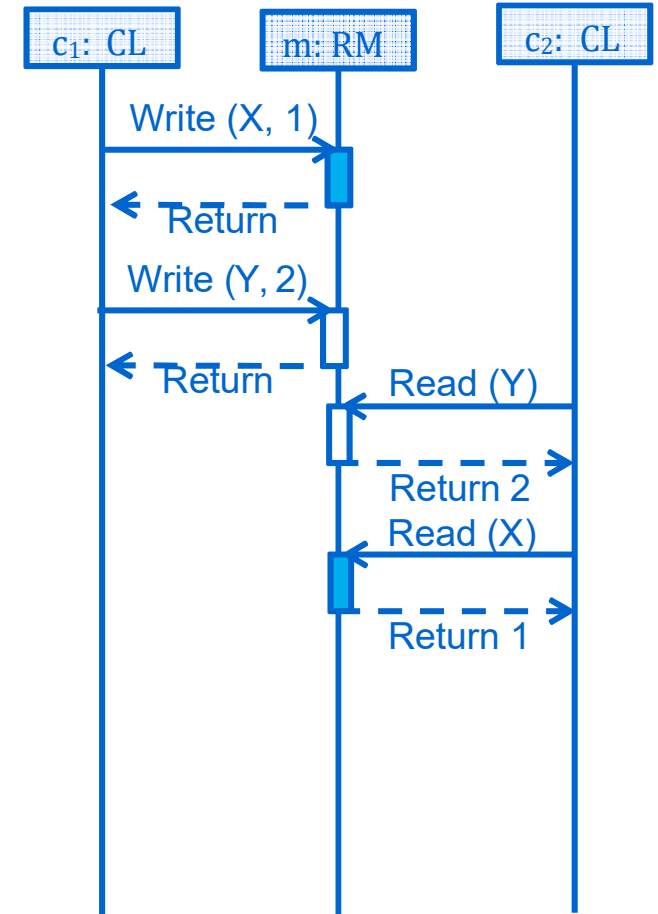 c₁: CL
m: RM
c₂: CL
Write (X, 1)
Return
Write (Y, 2)
Return
Read (Y)
Return 2
Read (X)
Return 1